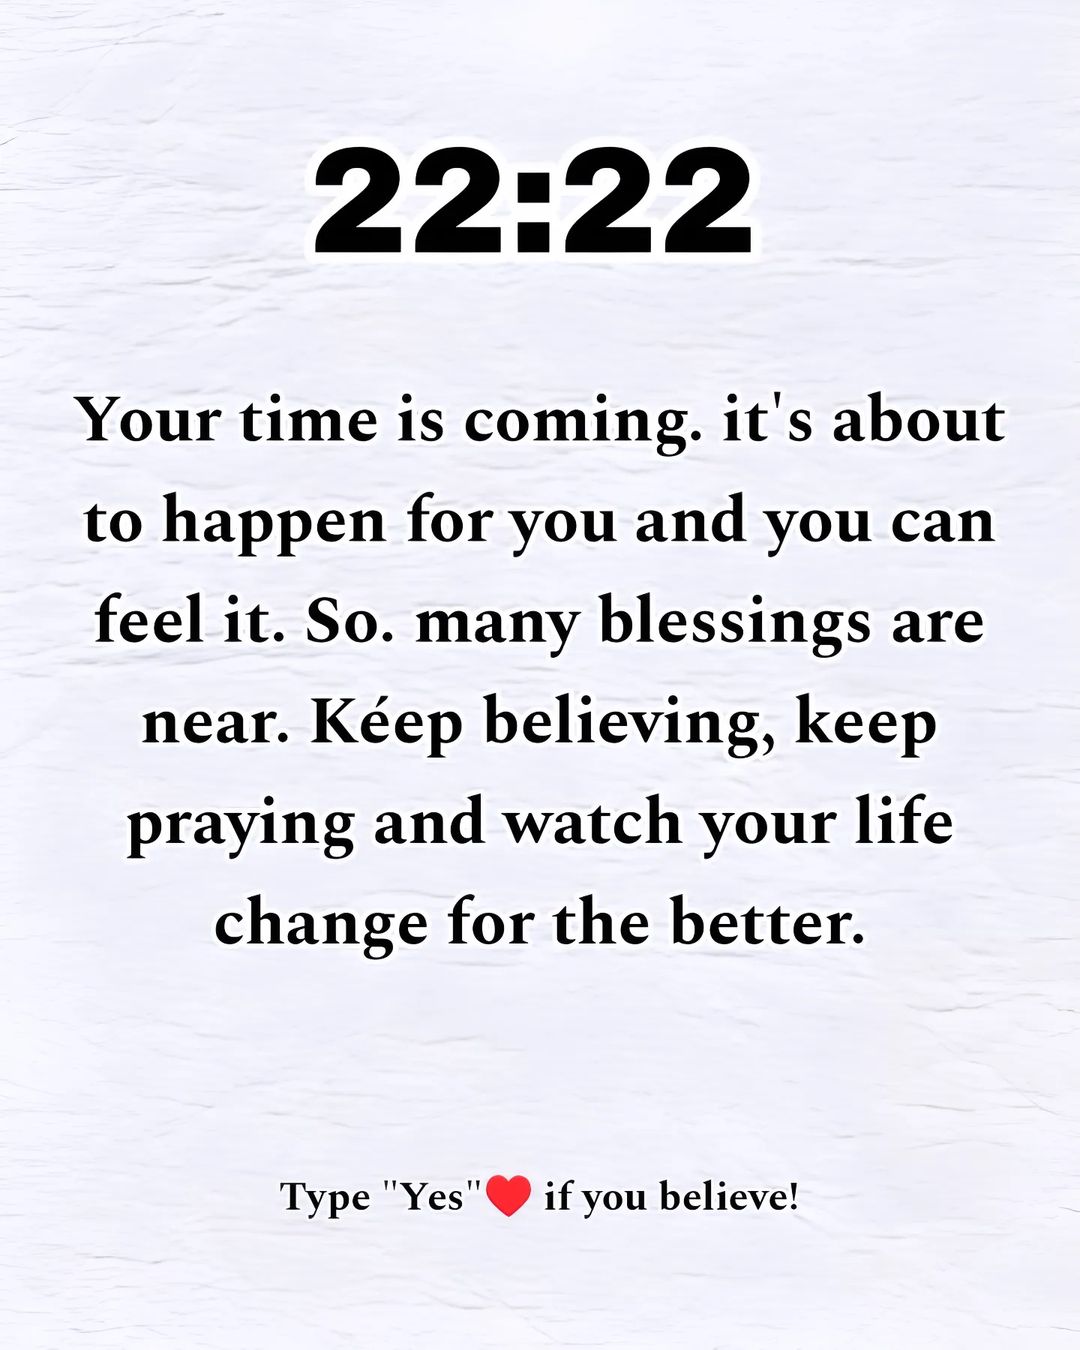 22:22
Your time is coming. it's about
to happen for you and you can
feel it. So. many blessings are
near. Kéep believing, keep
praying and watch your life
change for the better.
Type "Yes"❤️ if you believe!